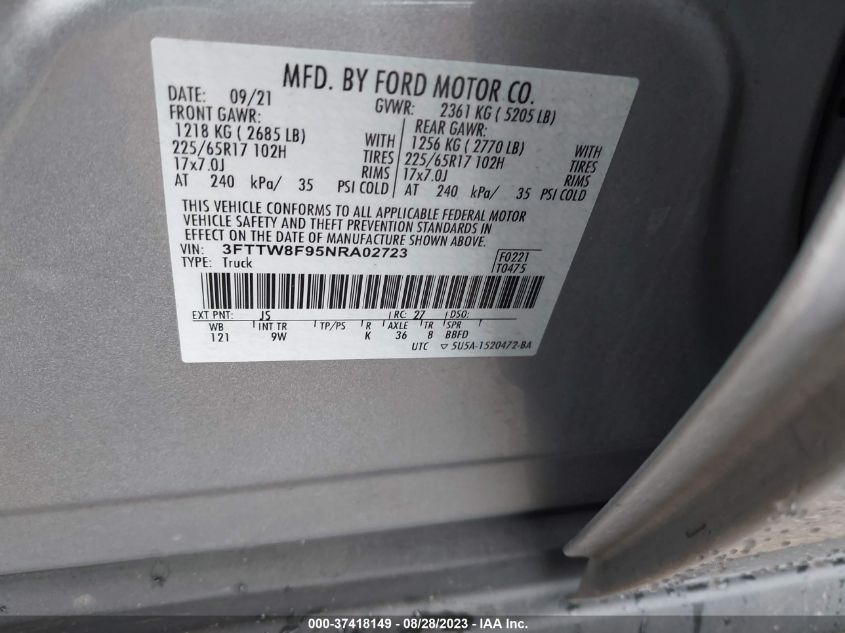 MFD. BY FORD MOTOR CO.
DATE: 09/21 GVWR: 2361 KG ( 5205 LB)
FRONT GAWR: REAR GAWR:
1218 KG ( 2685 LB) WITH 1256 KG ( 2770 LB) WITH
225/65R17 102H TIRES 225/65R17 102H TIRES
17x7.0J RIMS 17x7.0J RIMS
AT 240 kPa/ 35 PSI COLD AT 240 kPa/ 35 PSI COLD
THIS VEHICLE CONFORMS TO ALL APPLICABLE FEDERAL MOTOR
VEHICLE SAFETY AND THEFT PREVENTION STANDARDS IN
EFFECT ON THE DATE OF MANUFACTURE SHOWN ABOVE.
VIN: 3FTTW8F95NRA02723 F0221
TYPE: Truck T0475
EXT PNT: JS RC: 27 DSO:
WB INT TR TP/PS R AXLE TR SPR
121 9W K 36 8 BBFD
UTC ▽ 5U5A-1520472-BA
000-37418149 - 08/28/2023 - IAA Inc.